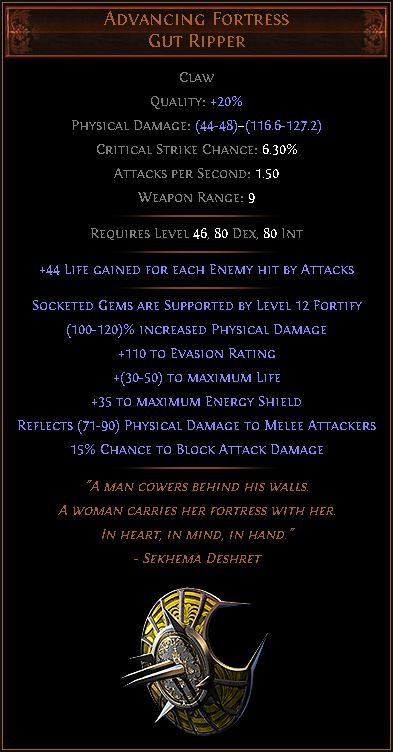 Advancing Fortress
Gut Ripper
Claw
Quality: +20%
Physical Damage: (44-48)–(116.6-127.2)
Critical Strike Chance: 6.30%
Attacks per Second: 1.50
Weapon Range: 9
Requires Level 46, 80 Dex, 80 Int
+44 Life gained for each Enemy hit by Attacks
Socketed Gems are Supported by Level 12 Fortify
(100-120)% increased Physical Damage
+110 to Evasion Rating
+(30-50) to maximum Life
+35 to maximum Energy Shield
Reflects (71-90) Physical Damage to Melee Attackers
15% Chance to Block Attack Damage
"A man cowers behind his walls.
A woman carries her fortress with her.
In heart, in mind, in hand."
- Sekhema Deshret